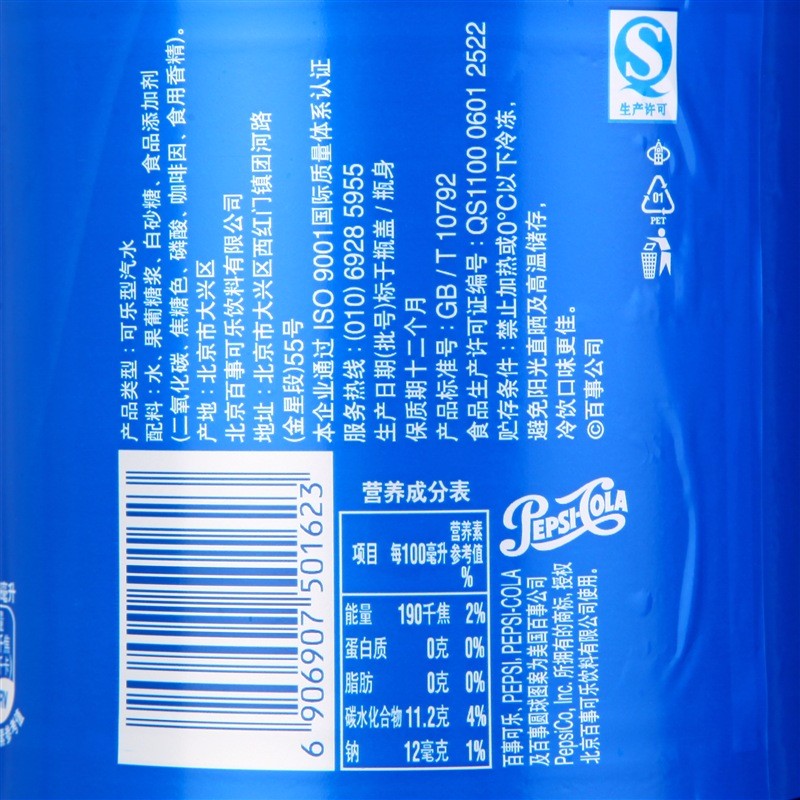 产品类型：可乐型汽水
配料：水、果葡糖浆、白砂糖、食品添加剂
(二氧化碳、焦糖色、磷酸、咖啡因、食用香精)。
产地：北京市大兴区
北京百事可乐饮料有限公司
地址：北京市大兴区西红门镇团河路
(金星段)55号
本企业通过 ISO 9001国际质量体系认证
服务热线：(010) 6928 5955
生产日期(批号)标于瓶盖 / 瓶身
保质期十二个月
产品标准号：GB / T 10792
食品生产许可证编号：QS1100 0601 2522
贮存条件：禁止加热或0°C以下冷冻，
避免阳光直晒及高温储存，
冷饮口味更佳。
©百事公司
生产许可
01
PET
6 906907 501623
营养成分表
项目 每100毫升 营养素参考值%
能量 190千焦 2%
蛋白质 0克 0%
脂肪 0克 0%
碳水化合物 11.2克 4%
钠 12毫克 1%
PEPSI-COLA
百事可乐、PEPSI, PEPSI-COLA
及百事圆球图案为美国百事公司
PepsiCo, Inc. 所拥有的商标, 授权
北京百事可乐饮料有限公司使用。